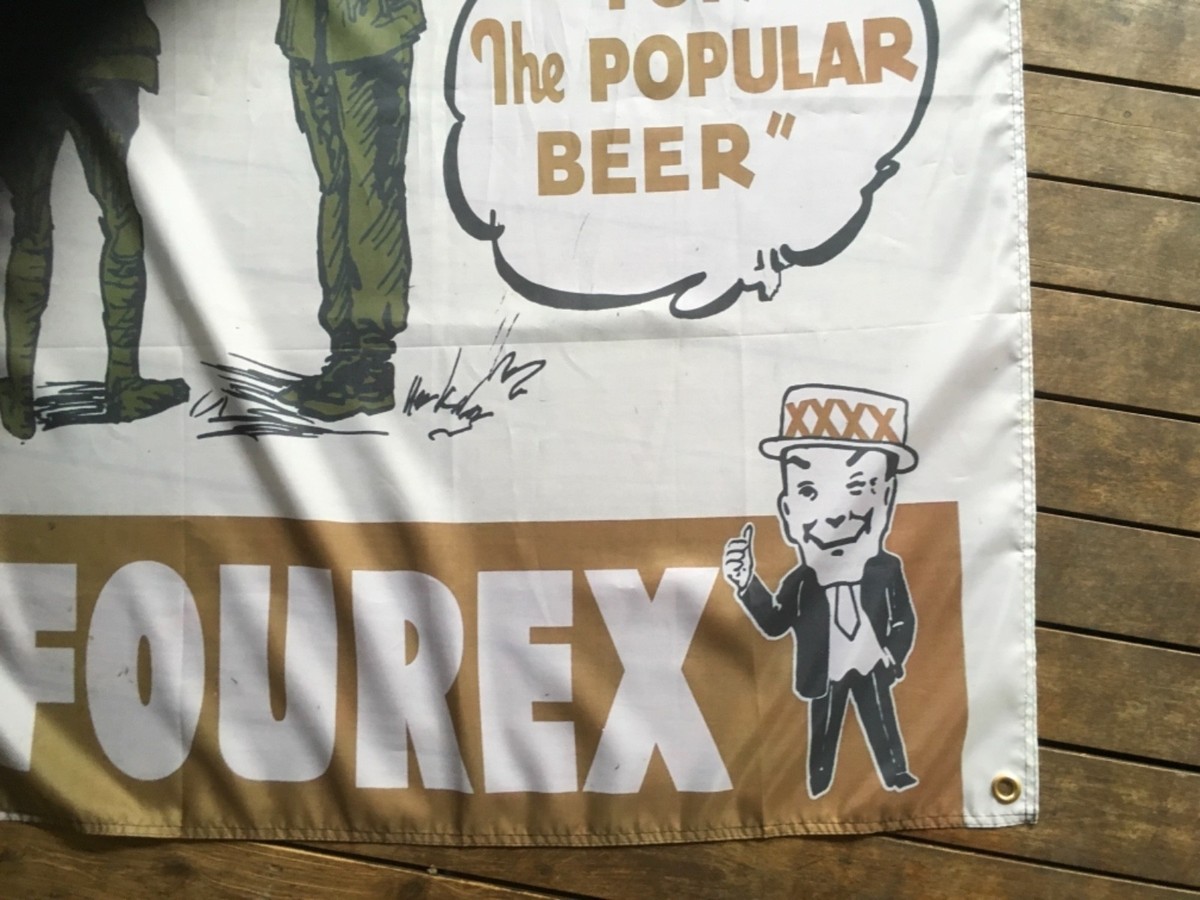 The POPULAR
BEER"
XXXX
FOUREX